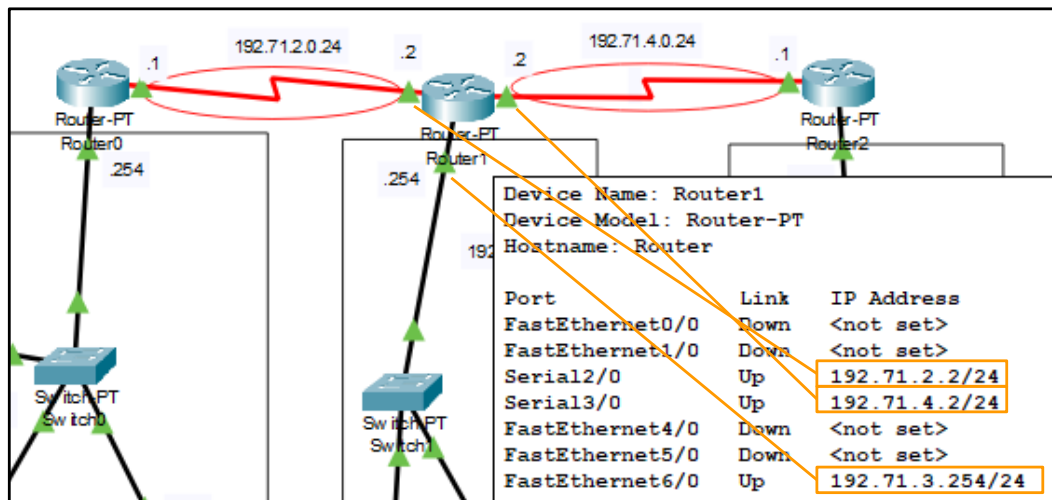 192.71.2.0.24
192.71.4.0.24
.1
.2
.2
.1
Router-PT
Router0
Router-PT
Router1
Router-PT
Router2
.254
.254
192
Switch-PT
Switch0
Switch-PT
Switch1
Device Name: Router1
Device Model: Router-PT
Hostname: Router
Port Link IP Address
FastEthernet0/0 Down <not set>
FastEthernet1/0 Down <not set>
Serial2/0 Up 192.71.2.2/24
Serial3/0 Up 192.71.4.2/24
FastEthernet4/0 Down <not set>
FastEthernet5/0 Down <not set>
FastEthernet6/0 Up 192.71.3.254/24